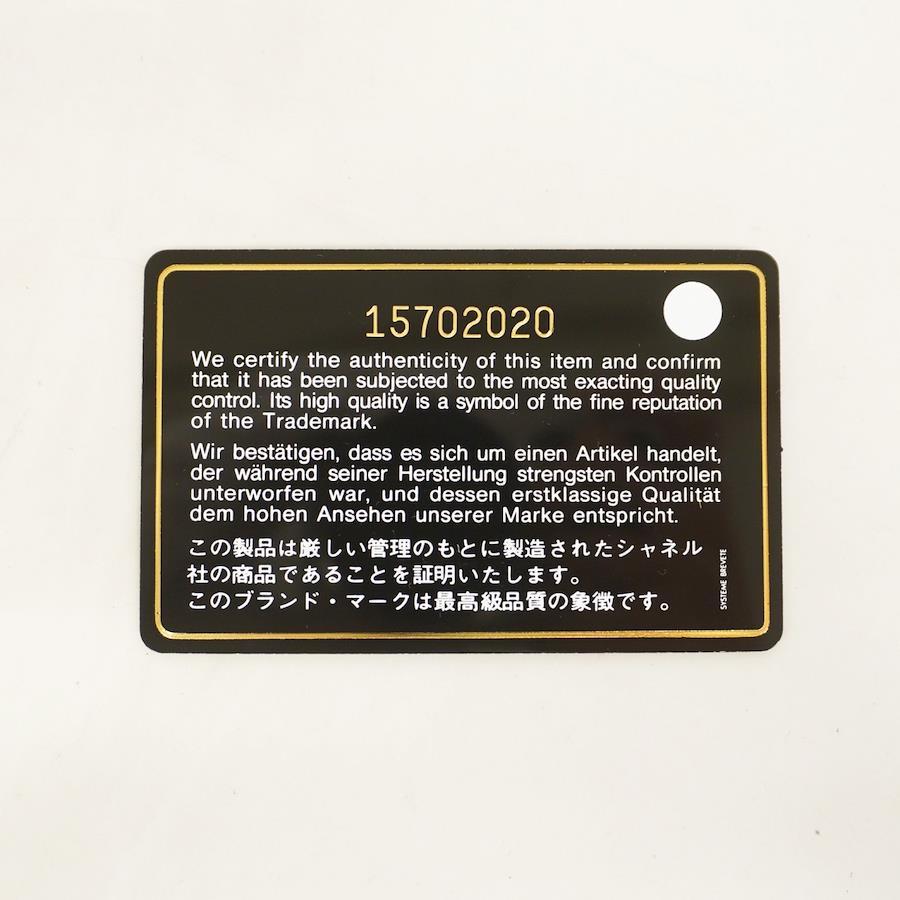 15702020
We certify the authenticity of this item and confirm
that it has been subjected to the most exacting quality
control. Its high quality is a symbol of the fine reputation
of the Trademark.
Wir bestätigen, dass es sich um einen Artikel handelt,
der während seiner Herstellung strengsten Kontrollen
unterworfen war, und dessen erstklassige Qualität
dem hohen Ansehen unserer Marke entspricht.
この製品は厳しい管理のもとに製造されたシャネル
社の商品であることを証明いたします。
このブランド・マークは最高級品質の象徴です。
SYSTEME BREVETE